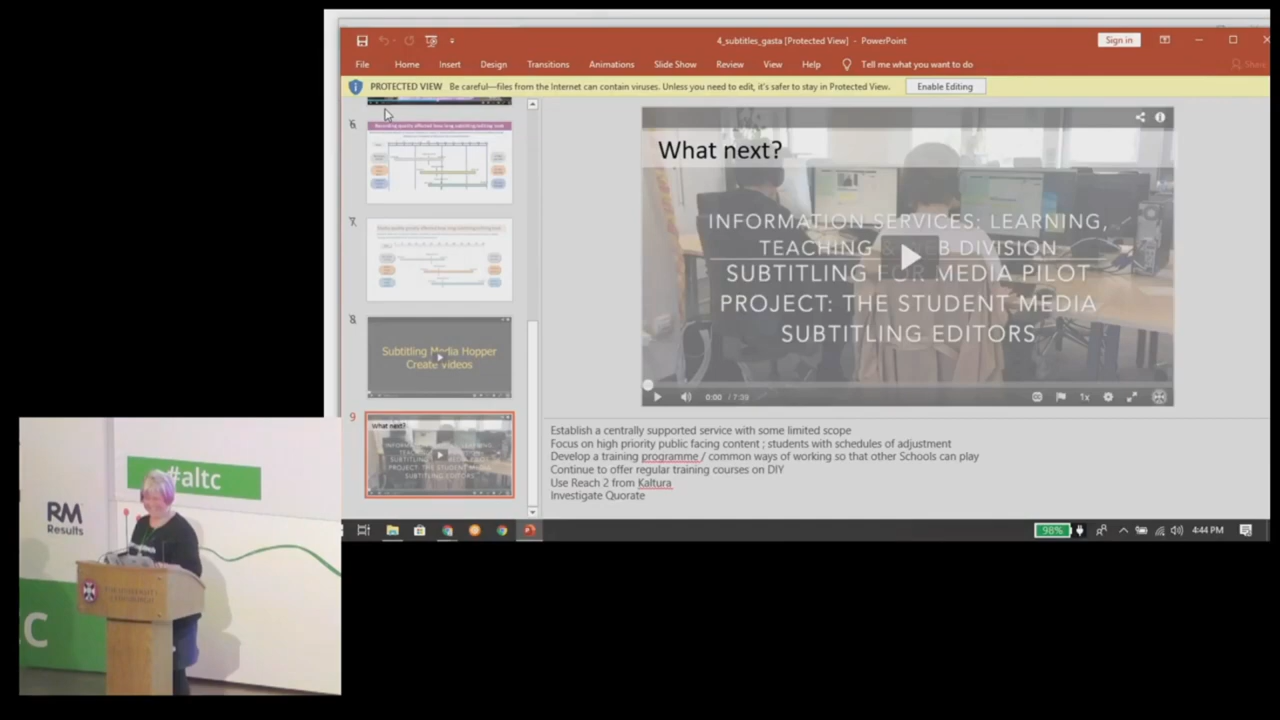 4_subtitles_gasta [Protected View] - PowerPoint
Sign in
File Home Insert Design Transitions Animations Slide Show Review View Help Tell me what you want to do Share
PROTECTED VIEW Be careful—files from the Internet can contain viruses. Unless you need to edit, it's safer to stay in Protected View. Enable Editing
6
7
8
Subtitling Media Hopper
Create videos
9
What next?
What next?
INFORMATION SERVICES: LEARNING,
TEACHING & WEB DIVISION
SUBTITLING FOR MEDIA PILOT
PROJECT: THE STUDENT MEDIA
SUBTITLING EDITORS
0:00 / 7:39
1x
Establish a centrally supported service with some limited scope
Focus on high priority public facing content ; students with schedules of adjustment
Develop a training programme / common ways of working so that other Schools can play
Continue to offer regular training courses on DIY
Use Reach 2 from Kaltura
Investigate Quorate
98%
4:44 PM
#altc
RM
Results
C